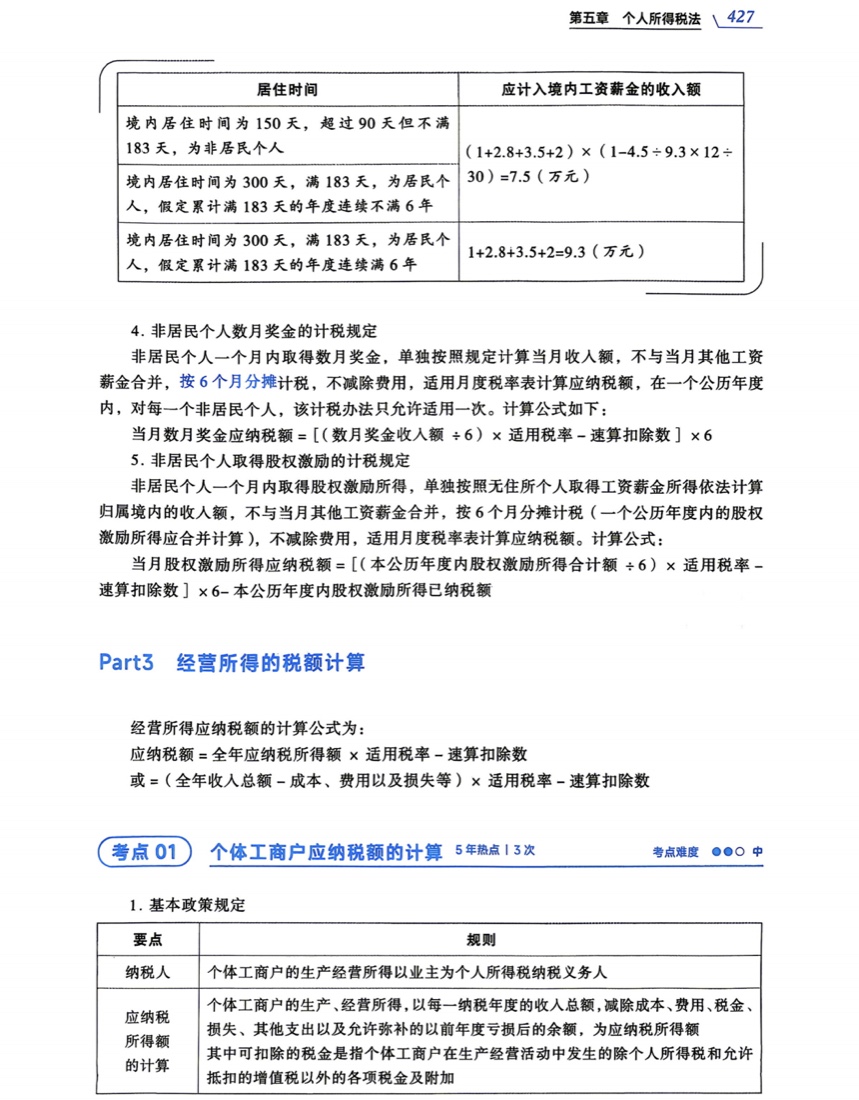 第五章 个人所得税法 427
居住时间 应计入境内工资薪金的收入额
境内居住时间为 150 天，超过 90 天但不满
183 天，为非居民个人
境内居住时间为 300 天，满 183 天，为居民个
人，假定累计满 183 天的年度连续不满 6 年
（1+2.8+3.5+2）×（1-4.5÷9.3×12÷
30）=7.5（万元）
境内居住时间为 300 天，满 183 天，为居民个
人，假定累计满 183 天的年度连续满 6 年
1+2.8+3.5+2=9.3（万元）
4. 非居民个人数月奖金的计税规定
非居民个人一个月内取得数月奖金，单独按照规定计算当月收入额，不与当月其他工资
薪金合并，按 6 个月分摊计税，不减除费用，适用月度税率表计算应纳税额，在一个公历年度
内，对每一个非居民个人，该计税办法只允许适用一次。计算公式如下：
当月数月奖金应纳税额 = [（数月奖金收入额 ÷6）× 适用税率 – 速算扣除数 ] ×6
5. 非居民个人取得股权激励的计税规定
非居民个人一个月内取得股权激励所得，单独按照无住所个人取得工资薪金所得依法计算
归属境内的收入额，不与当月其他工资薪金合并，按 6 个月分摊计税（一个公历年度内的股权
激励所得应合并计算），不减除费用，适用月度税率表计算应纳税额。计算公式：
当月股权激励所得应纳税额 = [（本公历年度内股权激励所得合计额 ÷6）× 适用税率 –
速算扣除数 ] ×6– 本公历年度内股权激励所得已纳税额
Part3 经营所得的税额计算
经营所得应纳税额的计算公式为：
应纳税额 = 全年应纳税所得额 × 适用税率 – 速算扣除数
或 =（全年收入总额 – 成本、费用以及损失等）× 适用税率 – 速算扣除数
考点 01 个体工商户应纳税额的计算 5 年热点 | 3 次 考点难度 中
1. 基本政策规定
要点 规则
纳税人 个体工商户的生产经营所得以业主为个人所得税纳税义务人
应纳税
所得额
的计算
个体工商户的生产、经营所得，以每一纳税年度的收入总额，减除成本、费用、税金、
损失、其他支出以及允许弥补的以前年度亏损后的余额，为应纳税所得额
其中可扣除的税金是指个体工商户在生产经营活动中发生的除个人所得税和允许
抵扣的增值税以外的各项税金及附加